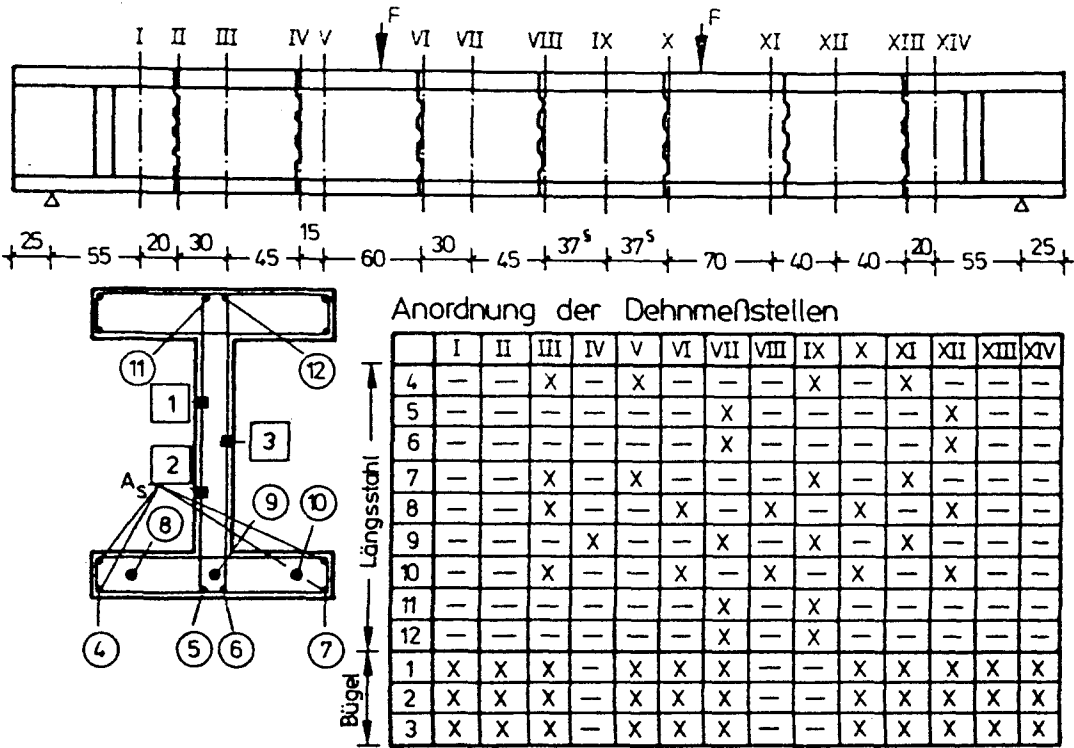 F F
I II III IV V VI VII VIII IX X XI XII XIII XIV
25 55 20 30 45 15 60 30 45 37⁵ 37⁵ 70 40 40 20 55 25
Anordnung der Dehnmeßstellen
11 12
1
3
2
A_S
8 9 10
4 5 6 7
Längsstahl
Bügel
I II III IV V VI VII VIII IX X XI XII XIII XIV
4 — — X — X — — — X — X — — —
5 — — — — — — X — — — — X — —
6 — — — — — — X — — — — X — —
7 — — X — X — — — X — X — — —
8 — — X — — X — X — X — X — —
9 — — — X — — X — X — X — — —
10 — — X — — X — X — X — X — —
11 — — — — — — X — X — — — — —
12 — — — — — — X — X — — — — —
1 X X X — X X X — — X X X X X
2 X X X — X X X — — X X X X X
3 X X X — X X X — — X X X X X